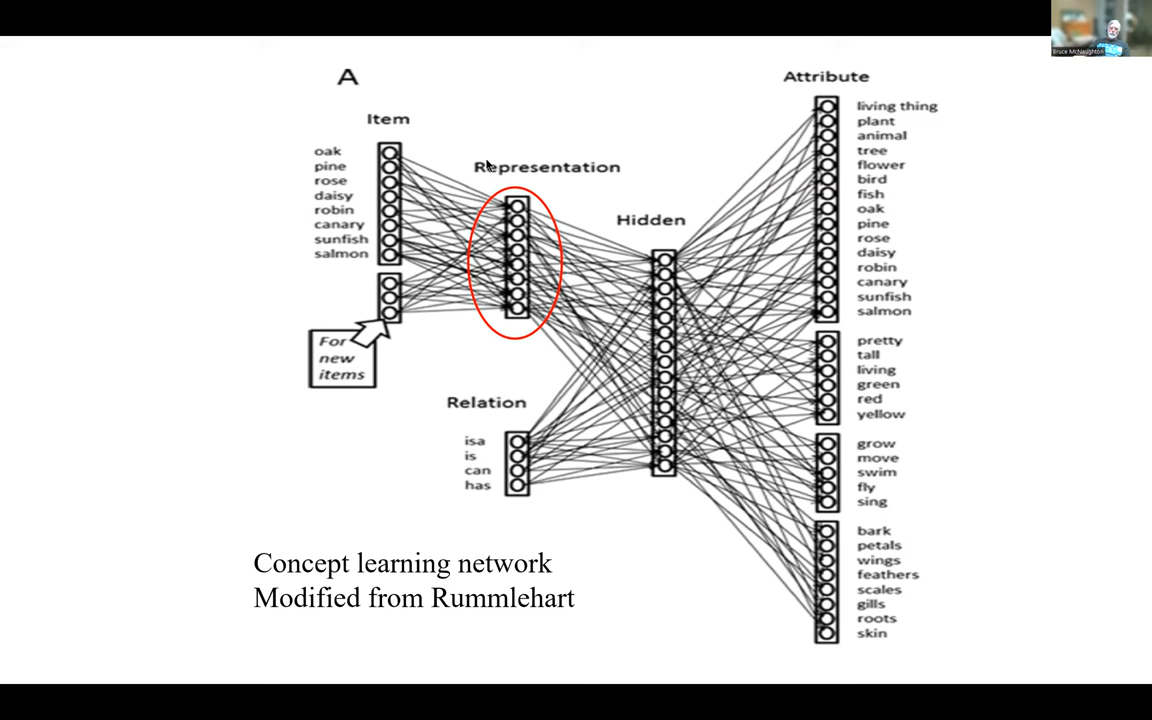 Bruce McNaughton
A
Attribute
Item
Representation
Hidden
oak
pine
rose
daisy
robin
canary
sunfish
salmon
For
new
items
Relation
isa
is
can
has
living thing
plant
animal
tree
flower
bird
fish
oak
pine
rose
daisy
robin
canary
sunfish
salmon
pretty
tall
living
green
red
yellow
grow
move
swim
fly
sing
bark
petals
wings
feathers
scales
gills
roots
skin
Concept learning network
Modified from Rummlehart